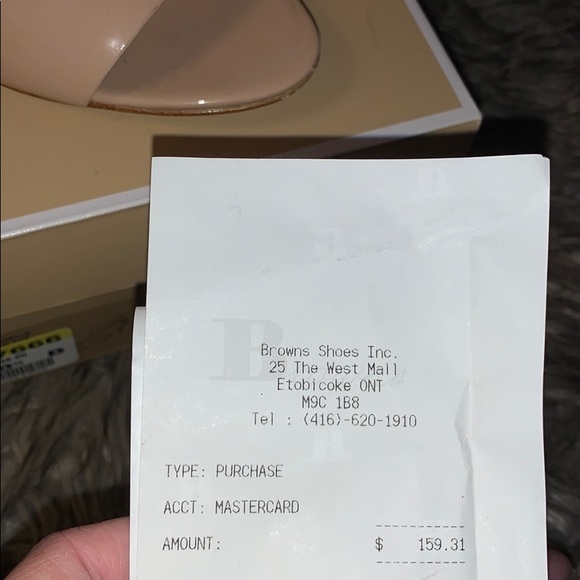 Browns Shoes Inc.
25 The West Mall
Etobicoke ONT
M9C 1B8
Tel : (416)-620-1910
TYPE: PURCHASE
ACCT: MASTERCARD
AMOUNT: $ 159.31